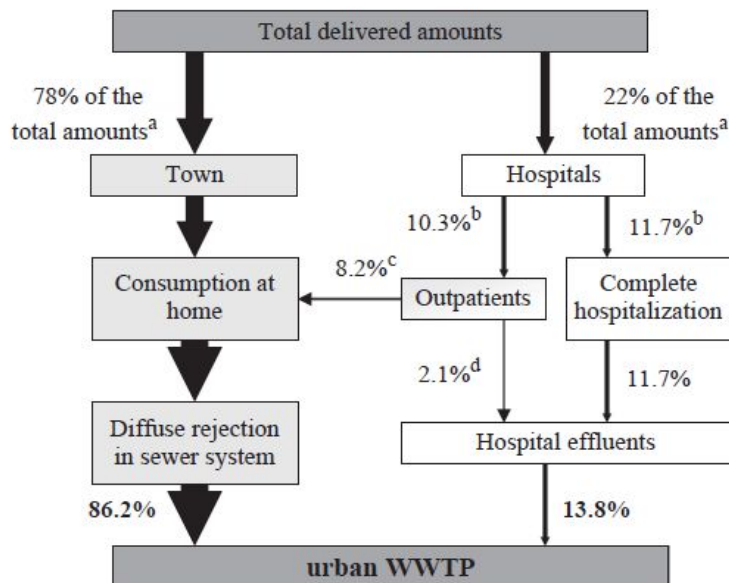 Total delivered amounts
78% of the
total amountsᵃ
22% of the
total amountsᵃ
Town
Hospitals
10.3%ᵇ
11.7%ᵇ
8.2%ᶜ
Consumption at
home
Outpatients
Complete
hospitalization
2.1%ᵈ
11.7%
Diffuse rejection
in sewer system
Hospital effluents
86.2%
13.8%
urban WWTP